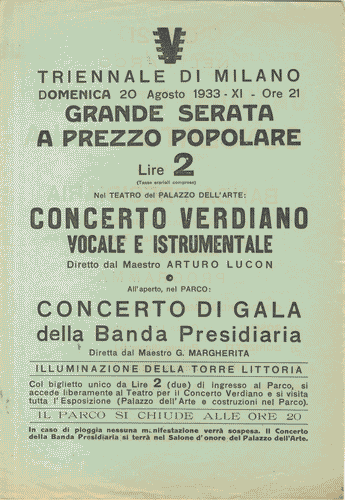 V
TRIENNALE DI MILANO
DOMENICA 20 Agosto 1933 - XI - Ore 21
GRANDE SERATA
A PREZZO POPOLARE
Lire 2
(Tasse erariali comprese)
Nel TEATRO del PALAZZO DELL'ARTE:
CONCERTO VERDIANO
VOCALE E ISTRUMENTALE
Diretto dal Maestro ARTURO LUCON
All'aperto, nel PARCO:
CONCERTO DI GALA
della Banda Presidiaria
Diretta dal Maestro G. MARGHERITA
ILLUMINAZIONE DELLA TORRE LITTORIA
Col biglietto unico da Lire 2 (due) di ingresso al Parco, si
accede liberamente al Teatro per il Concerto Verdiano e si visita
tutta l'Esposizione (Palazzo dell'Arte e costruzioni nel Parco).
IL PARCO SI CHIUDE ALLE ORE 20
In caso di pioggia nessuna manifestazione verrà sospesa. Il Concerto
della Banda Presidiaria si terrà nel Salone d'onore del Palazzo dell'Arte.